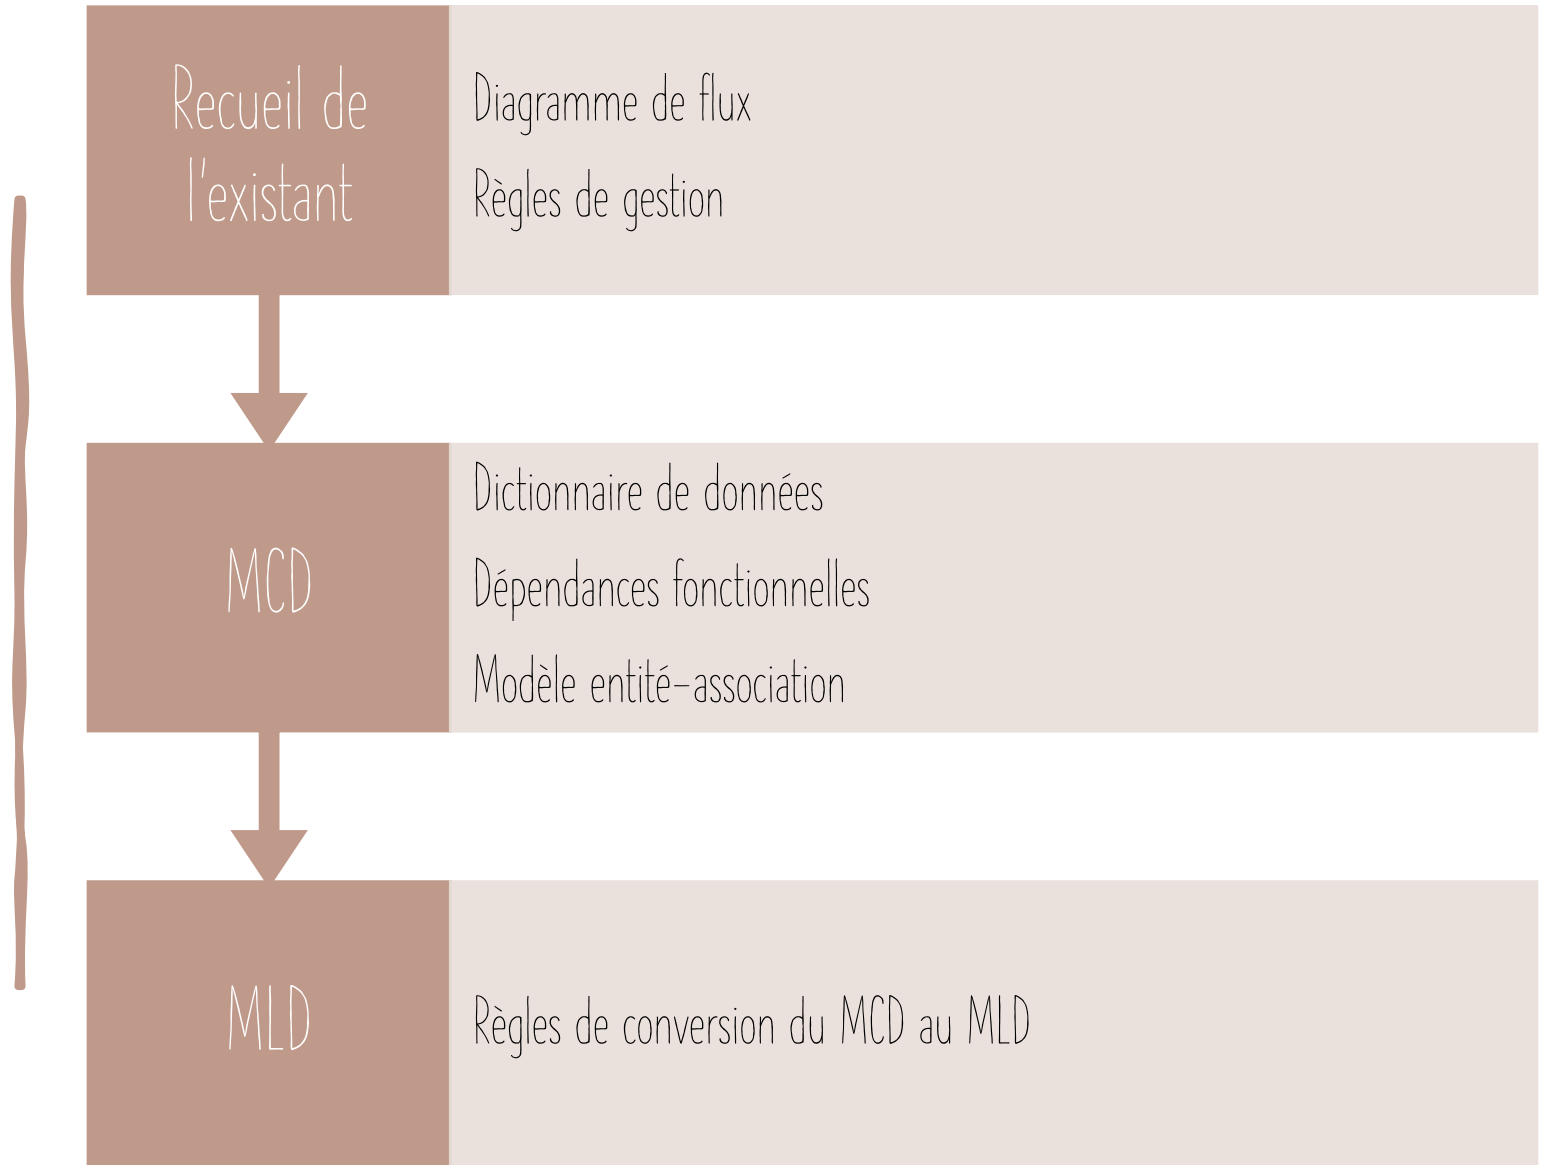 Recueil de
l'existant
Diagramme de flux
Règles de gestion
MCD
Dictionnaire de données
Dépendances fonctionnelles
Modèle entité-association
MLD
Règles de conversion du MCD au MLD